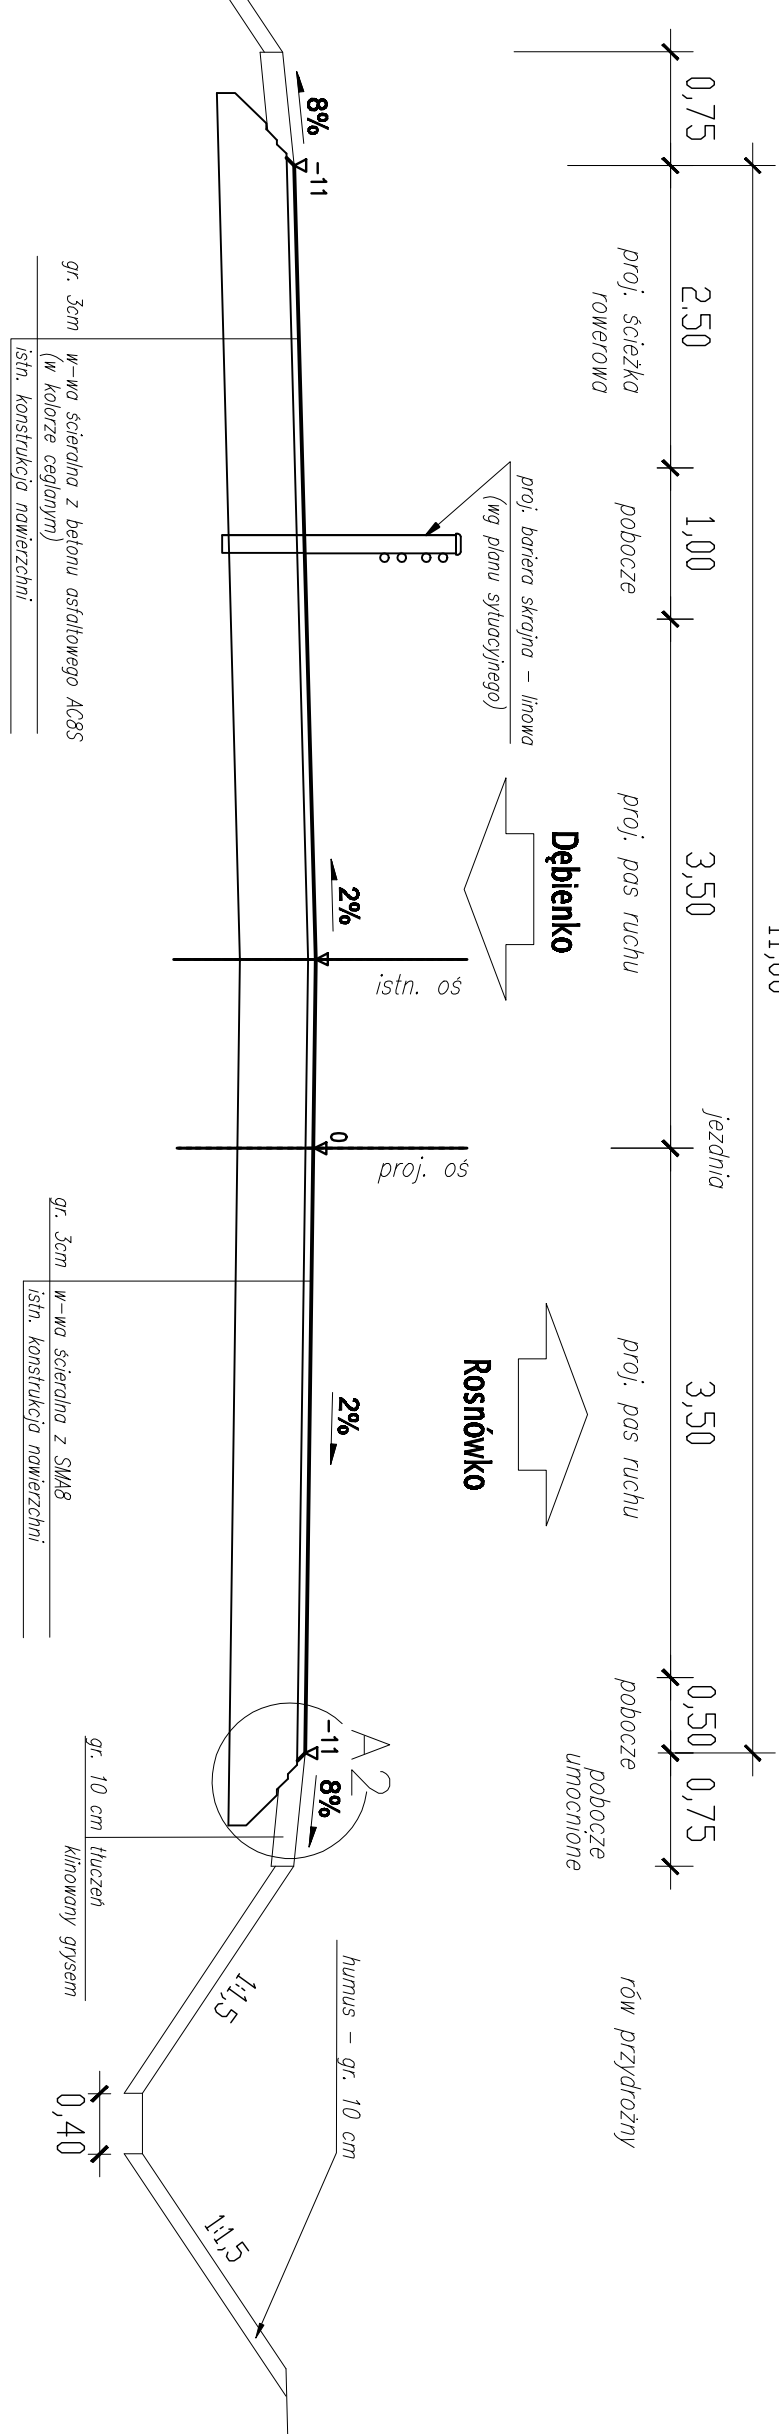 0,75
2.50
1,00
3,50
3,50
0,50
0,75
jezdnia
proj. ścieżka
rowerowa
pobocze
proj. pas ruchu
proj. pas ruchu
pobocze
pobocze
umocnione
rów przydrożny
proj. bariera skrajna - linowa
(wg planu sytuacyjnego)
Dębienko
Rosnówko
istn. oś
proj. oś
8%
-11
2%
0
2%
-11
8%
A 2
humus - gr. 10 cm
1:1,5
1:1,5
0,40
gr. 3cm w-wa ścieralna z betonu asfaltowego AC8S
(w kolorze ceglanym)
istn. konstrukcja nawierzchni
gr. 3cm w-wa ścieralna z SMA8
istn. konstrukcja nawierzchni
gr. 10 cm tłuczeń
klinowany grysem